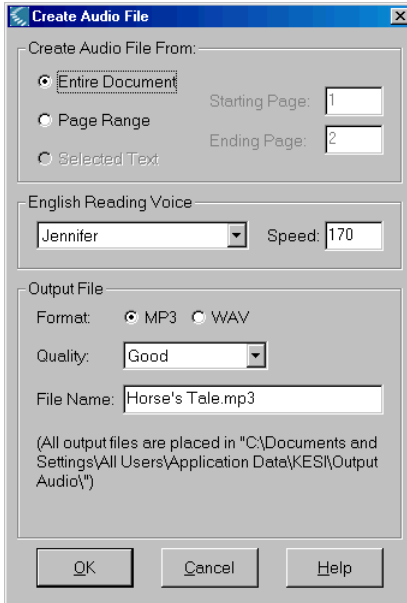 Create Audio File
Create Audio File From:
Entire Document
Starting Page: 1
Page Range
Ending Page: 2
Selected Text
English Reading Voice
Jennifer Speed: 170
Output File
Format: MP3 WAV
Quality: Good
File Name: Horse's Tale.mp3
(All output files are placed in "C:\Documents and
Settings\All Users\Application Data\KESI\Output
Audio\")
OK Cancel Help